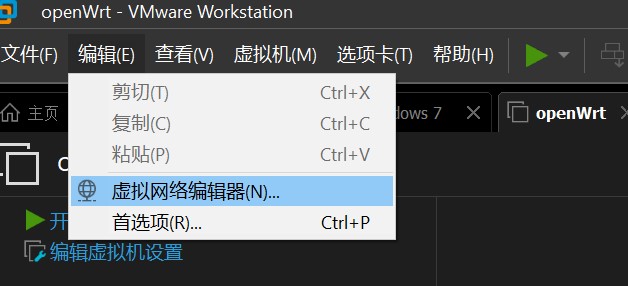 openWrt - VMware Workstation
文件(F) 编辑(E) 查看(V) 虚拟机(M) 选项卡(T) 帮助(H)
主页 dows 7 openWrt
剪切(T) Ctrl+X
复制(C) Ctrl+C
粘贴(P) Ctrl+V
虚拟网络编辑器(N)...
首选项(R)... Ctrl+P
开
编辑虚拟机设置